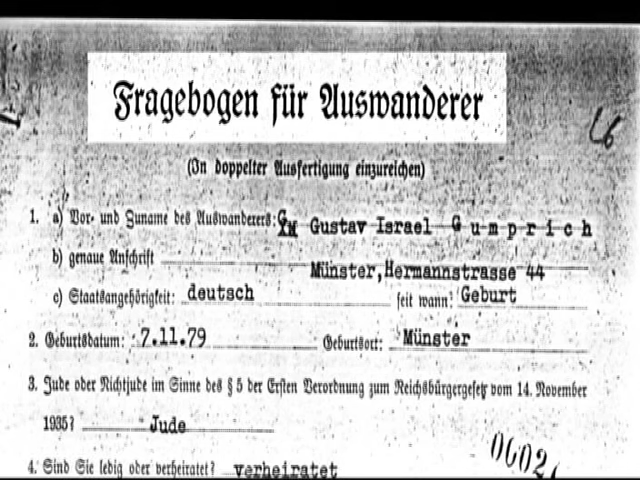 Fragebogen für Auswanderer
(In doppelter Ausfertigung einzureichen)
1. a) Vor- und Zuname des Auswanderers: Gustav Israel Gumprich
b) genaue Anschrift Münster,Hermannstrasse 44
c) Staatsangehörigkeit: deutsch seit wann: Geburt
2. Geburtsdatum: 7.11.79 Geburtsort: Münster
3. Jude oder Nichtjude im Sinne des § 5 der Ersten Verordnung zum Reichsbürgergesetz vom 14. November
1935? Jude
4. Sind Sie ledig oder verheiratet? verheiratet